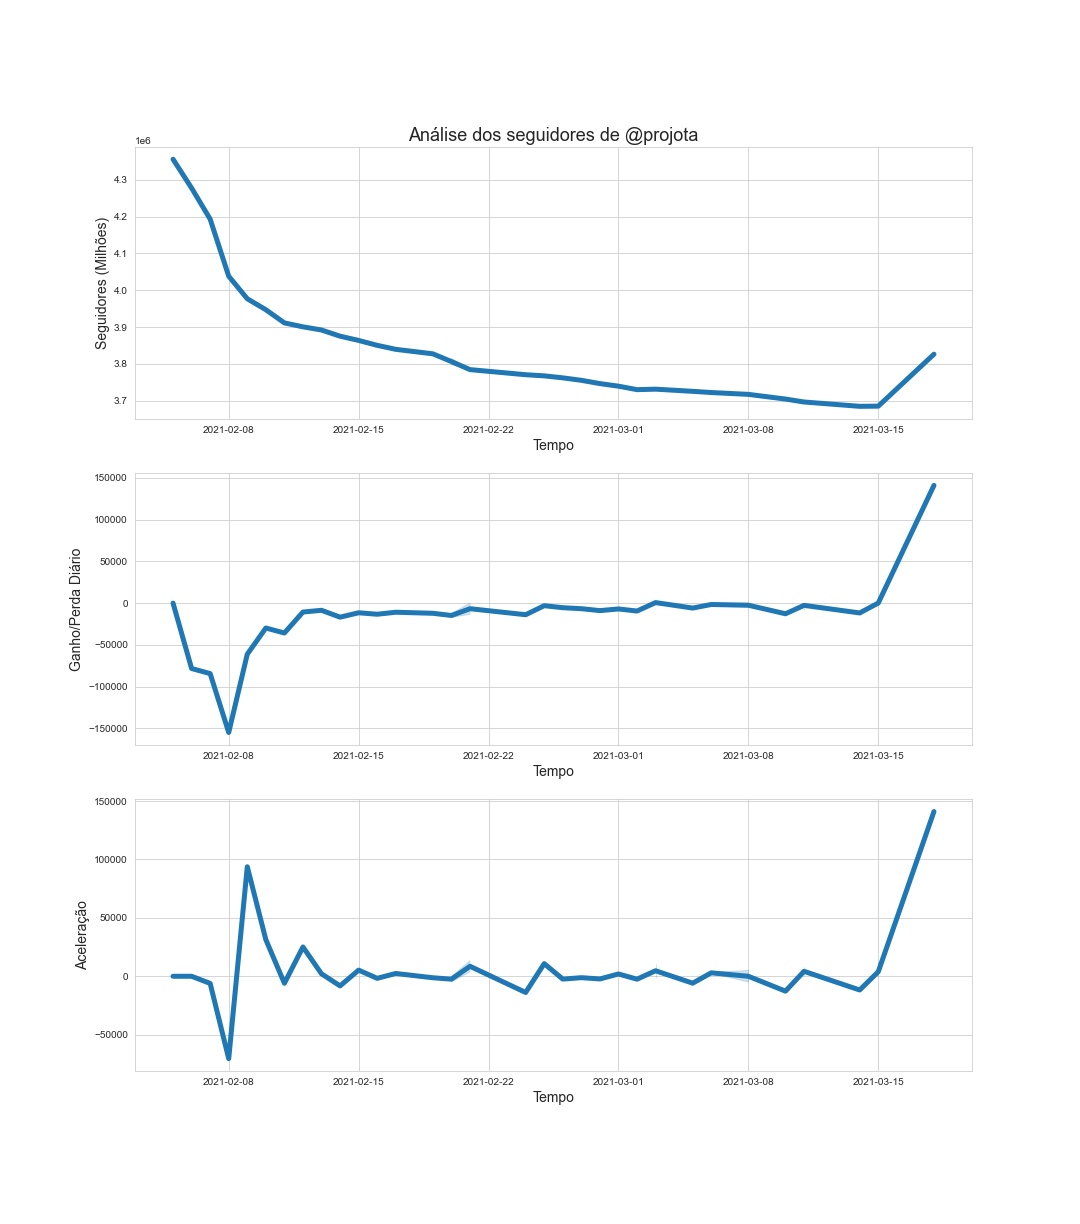 Análise dos seguidores de @projota
1e6
4.3
4.2
4.1
4.0
3.9
3.8
3.7
Seguidores (Milhões)
2021-02-08 2021-02-15 2021-02-22 2021-03-01 2021-03-08 2021-03-15
Tempo
150000
100000
50000
0
−50000
−100000
−150000
Ganho/Perda Diário
2021-02-08 2021-02-15 2021-02-22 2021-03-01 2021-03-08 2021-03-15
Tempo
150000
100000
50000
0
−50000
Aceleração
2021-02-08 2021-02-15 2021-02-22 2021-03-01 2021-03-08 2021-03-15
Tempo